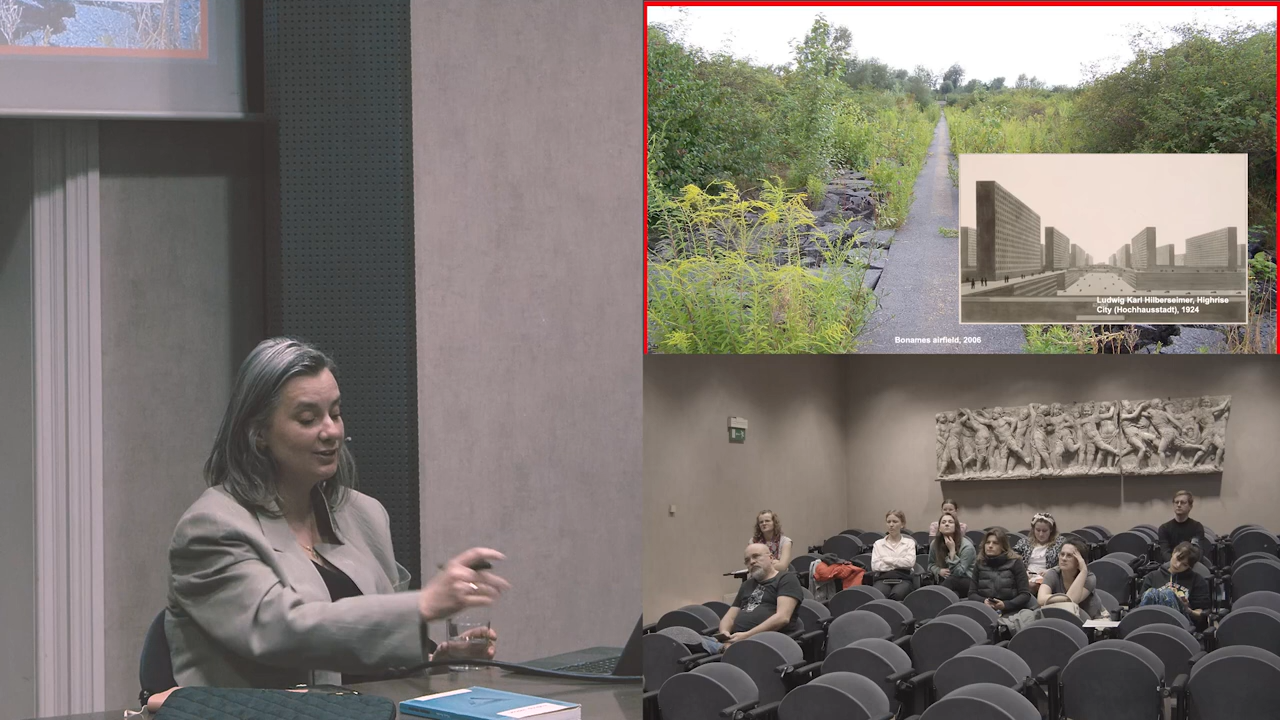 Ludwig Karl Hilberseimer, Highrise
City (Hochhausstadt), 1924
Bonames airfield, 2006